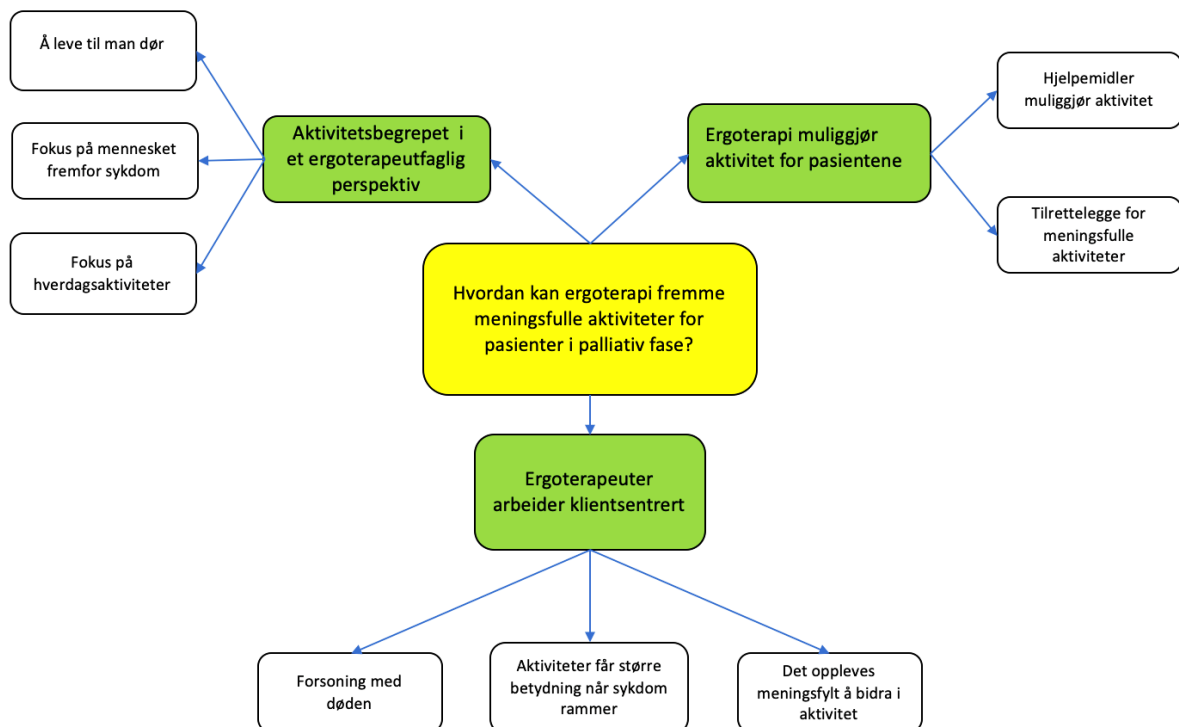 Å leve til man dør
Fokus på mennesket
fremfor sykdom
Fokus på
hverdagsaktiviteter
Aktivitetsbegrepet i
et ergoterapeutfaglig
perspektiv
Ergoterapi muliggjør
aktivitet for pasientene
Hjelpemidler
muliggjør aktivitet
Tilrettelegge for
meningsfulle
aktiviteter
Hvordan kan ergoterapi fremme
meningsfulle aktiviteter for
pasienter i palliativ fase?
Ergoterapeuter
arbeider klientsentrert
Forsoning med
døden
Aktiviteter får større
betydning når sykdom
rammer
Det oppleves
meningsfylt å bidra i
aktivitet